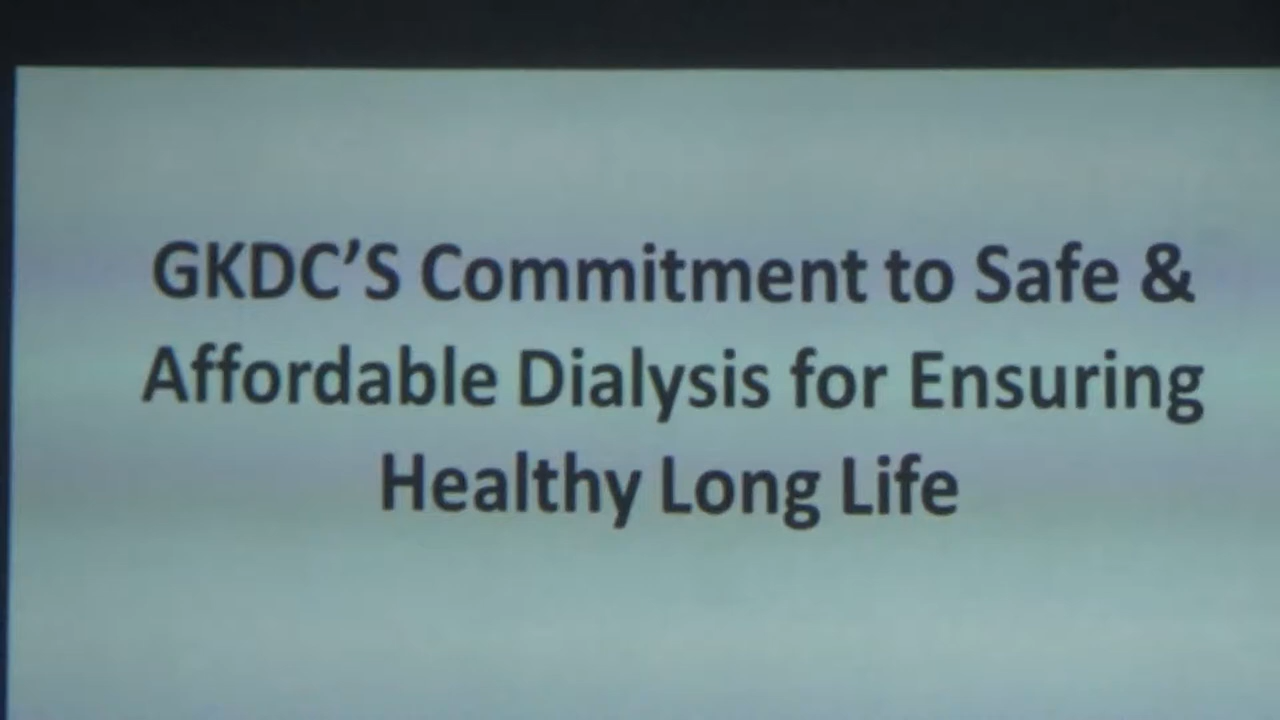 GKDC’S Commitment to Safe &
Affordable Dialysis for Ensuring
Healthy Long Life